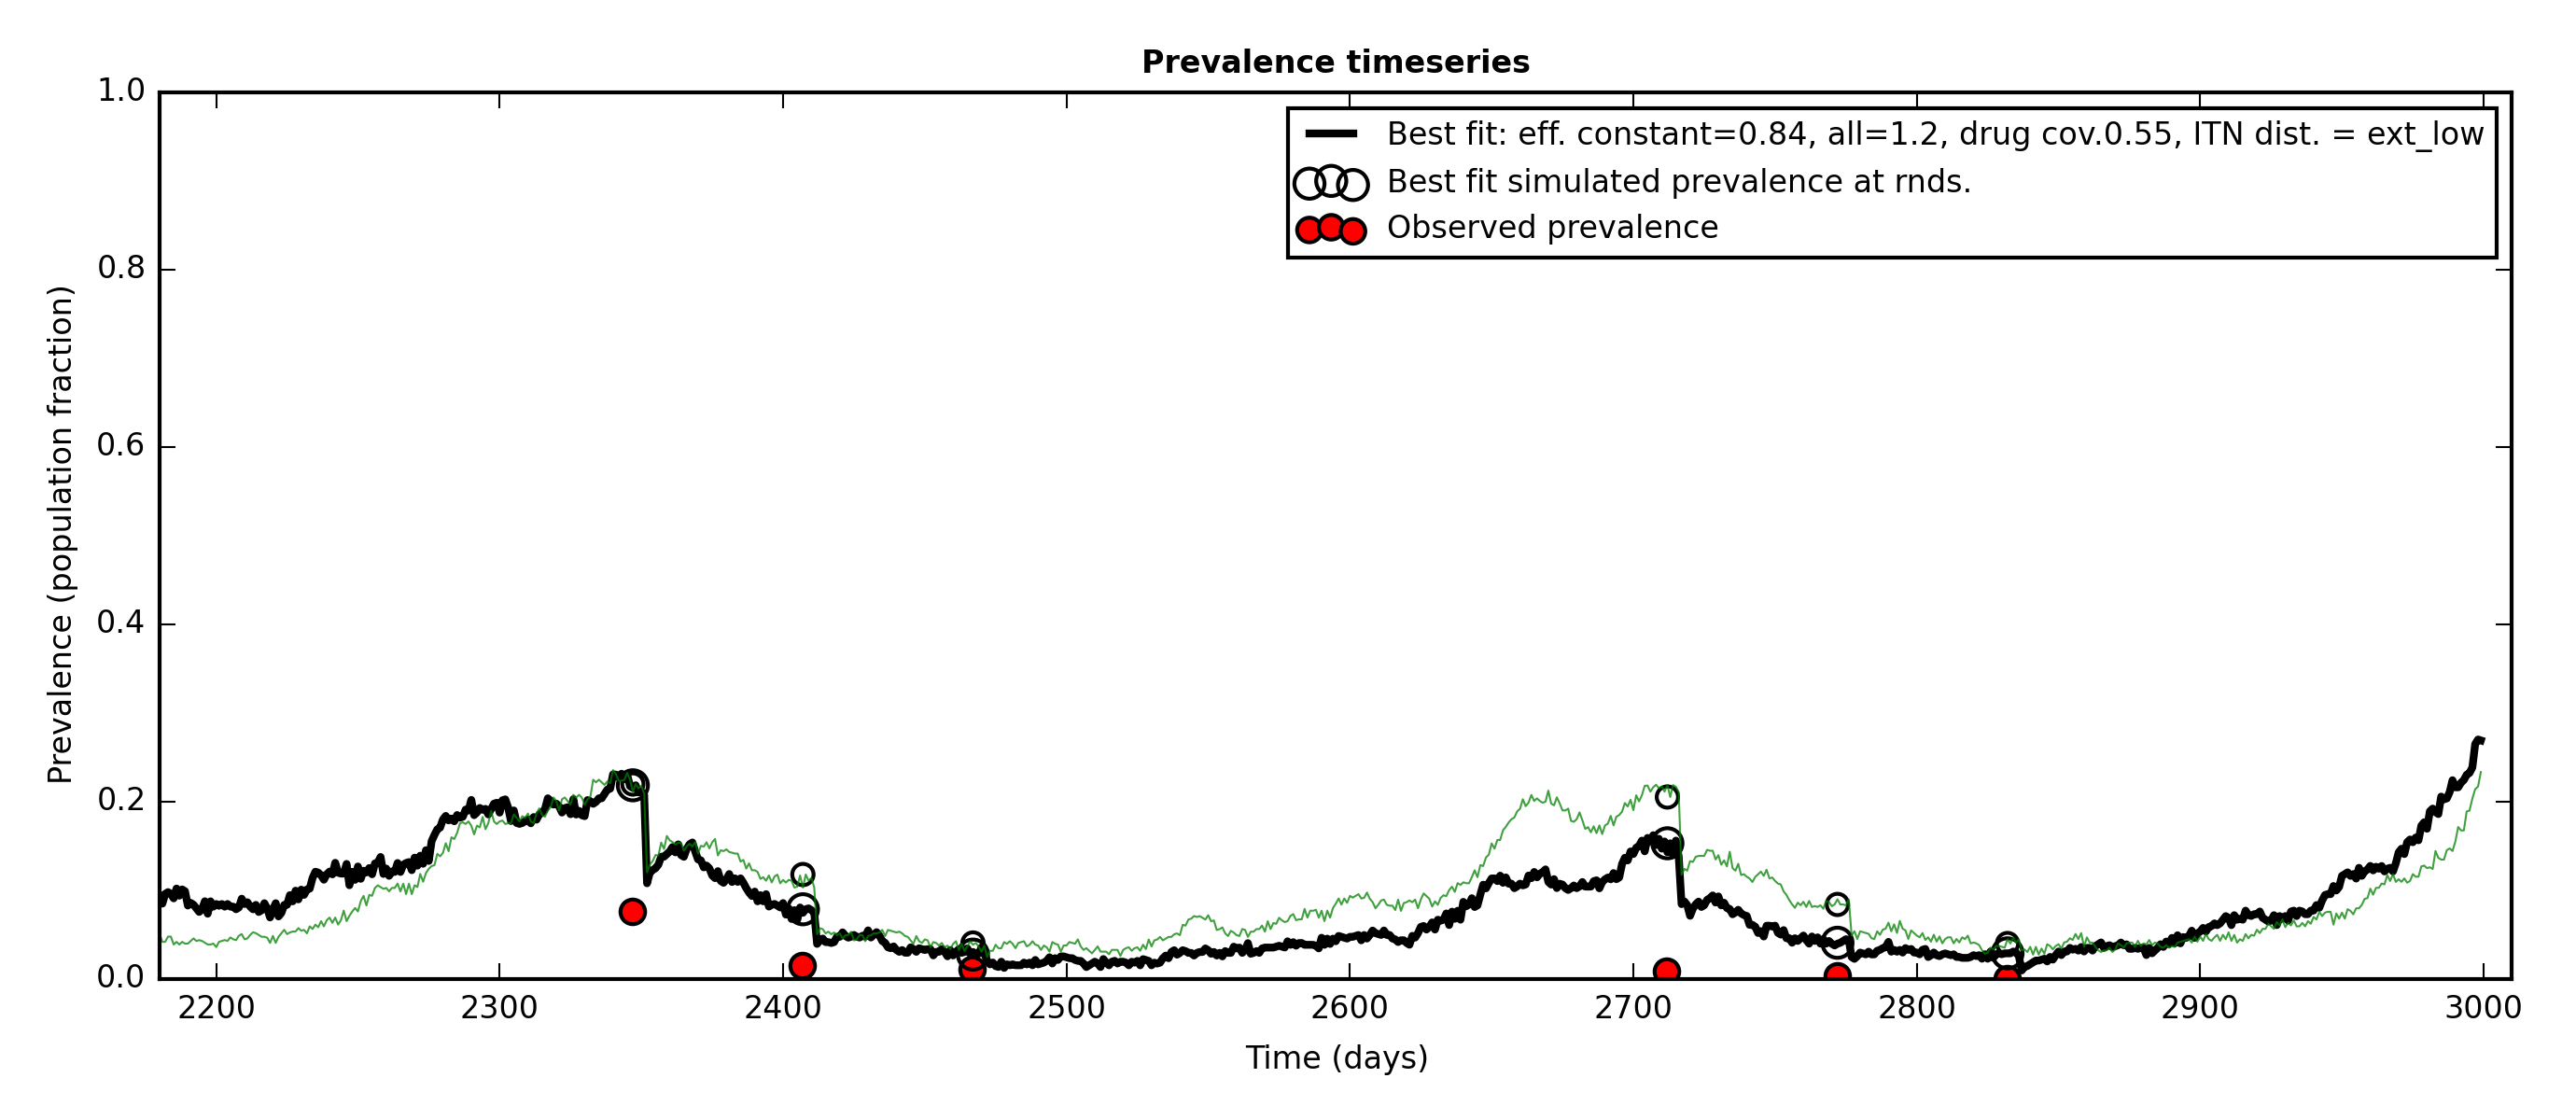 Prevalence timeseries
1.0
0.8
0.6
0.4
0.2
0.0
Prevalence (population fraction)
Best fit: eff. constant=0.84, all=1.2, drug cov.0.55, ITN dist. = ext_low
Best fit simulated prevalence at rnds.
Observed prevalence
2200 2300 2400 2500 2600 2700 2800 2900 3000
Time (days)